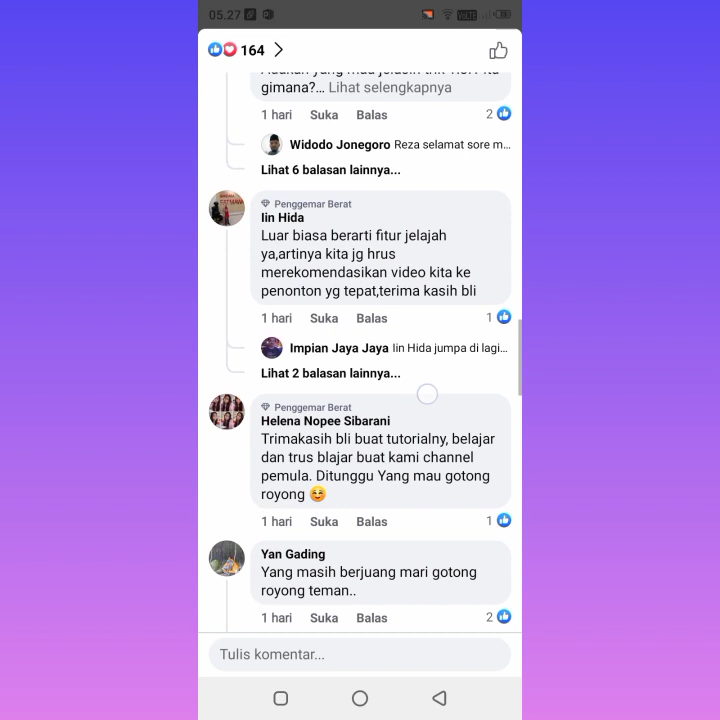 05.27
164
gimana?... Lihat selengkapnya
1 hari Suka Balas 2
Widodo Jonegoro Reza selamat sore m...
Lihat 6 balasan lainnya...
Penggemar Berat
Iin Hida
Luar biasa berarti fitur jelajah
ya,artinya kita jg hrus
merekomendasikan video kita ke
penonton yg tepat,terima kasih bli
1 hari Suka Balas 1
Impian Jaya Jaya Iin Hida jumpa di lagi...
Lihat 2 balasan lainnya...
Penggemar Berat
Helena Nopee Sibarani
Trimakasih bli buat tutorialny, belajar
dan trus blajar buat kami channel
pemula. Ditunggu Yang mau gotong
royong ☺️
1 hari Suka Balas 1
Yan Gading
Yang masih berjuang mari gotong
royong teman..
1 hari Suka Balas 2
Tulis komentar...